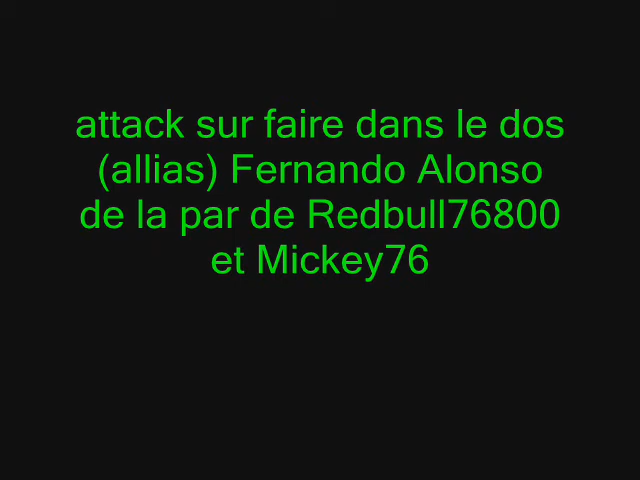 attack sur faire dans le dos
(allias) Fernando Alonso
de la par de Redbull76800
et Mickey76